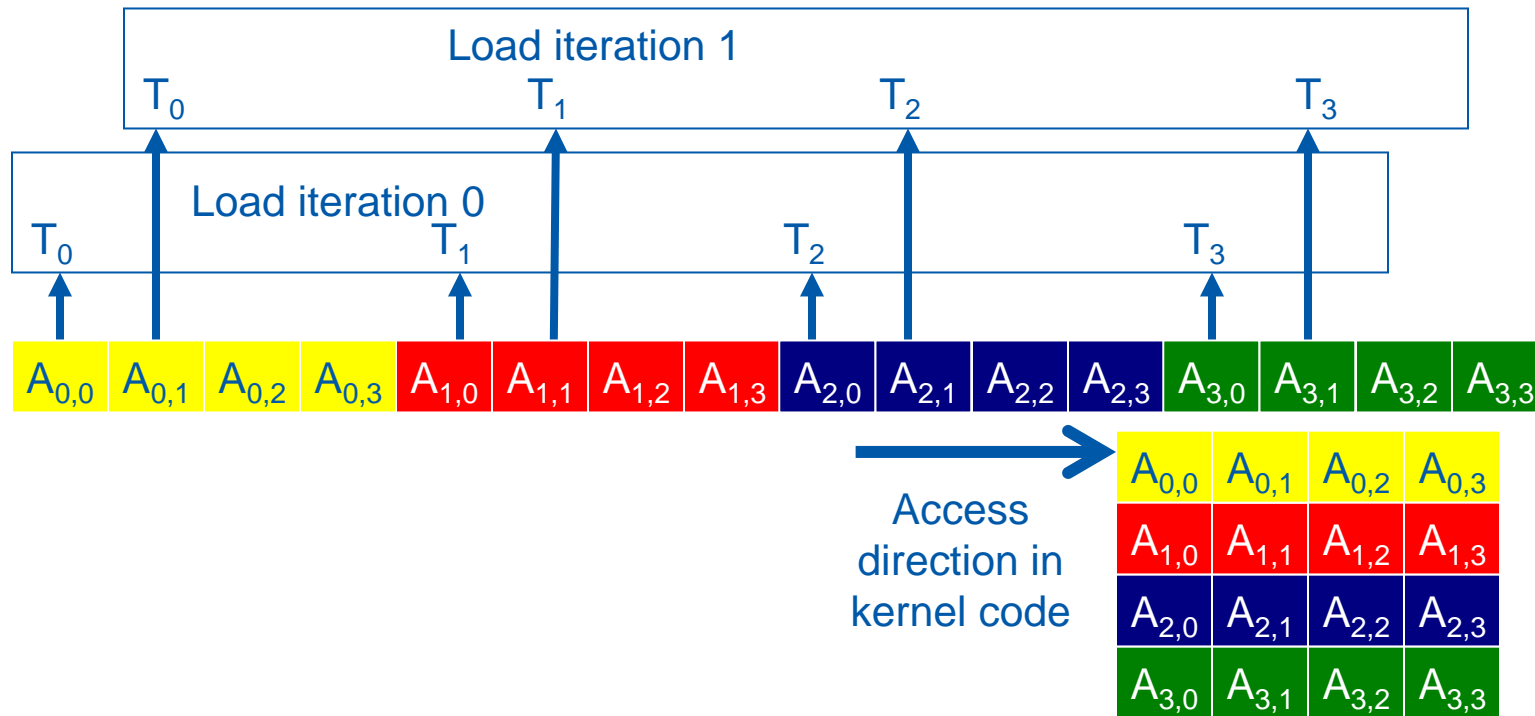 Load iteration 1
T0 T1 T2 T3
Load iteration 0
T0 T1 T2 T3
A0,0 A0,1 A0,2 A0,3 A1,0 A1,1 A1,2 A1,3 A2,0 A2,1 A2,2 A2,3 A3,0 A3,1 A3,2 A3,3
Access
direction in
kernel code
A0,0 A0,1 A0,2 A0,3
A1,0 A1,1 A1,2 A1,3
A2,0 A2,1 A2,2 A2,3
A3,0 A3,1 A3,2 A3,3